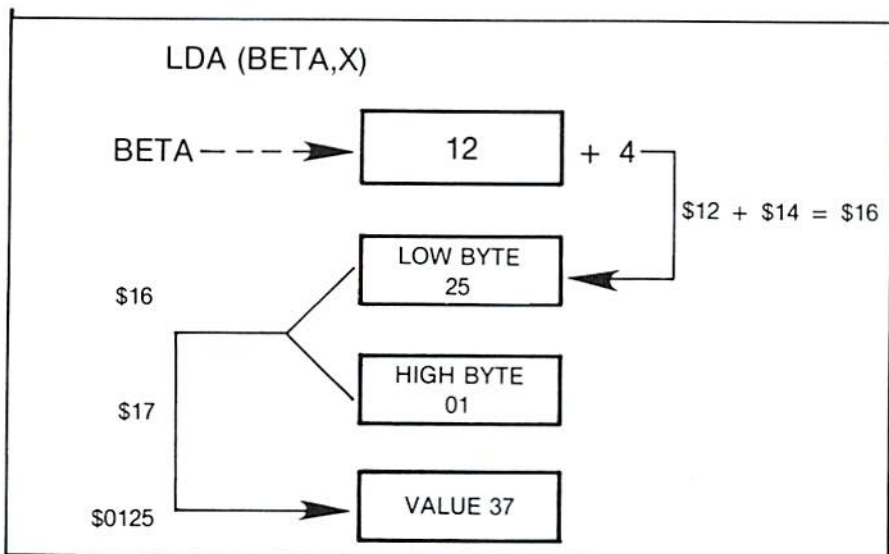 LDA (BETA,X)
BETA
12
+ 4
$12 + $14 = $16
LOW BYTE
25
$16
HIGH BYTE
01
$17
VALUE 37
$0125